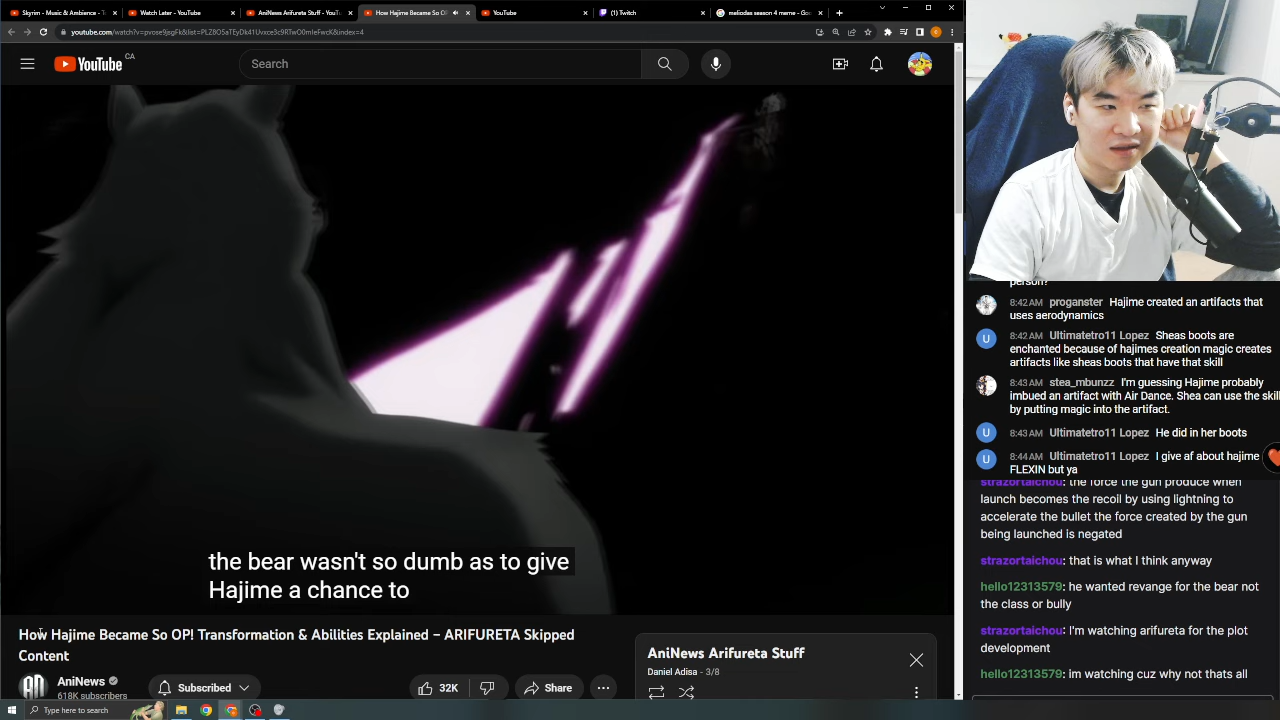 Skyrim - Music & Ambience - T
Watch Later - YouTube
AniNews Arifureta Stuff - YouT
How Hajime Became So OP
YouTube
(1) Twitch
meliodas season 4 meme - Goo
youtube.com/watch?v=pvose9jsgFk&list=PLZ8O5aTEyDk41Uvxce3c9RTwO0mIeFwcK&index=4
YouTube CA
Search
the bear wasn't so dumb as to give
Hajime a chance to
How Hajime Became So OP! Transformation & Abilities Explained – ARIFURETA Skipped
Content
AniNews
618K subscribers
Subscribed
32K
Share
AniNews Arifureta Stuff
Daniel Adisa - 3/8
Type here to search
person?
8:42 AM proganster Hajime created an artifacts that
uses aerodynamics
8:42 AM Ultimatetro11 Lopez Sheas boots are
enchanted because of hajimes creation magic creates
artifacts like sheas boots that have that skill
8:43 AM stea_mbunzz I'm guessing Hajime probably
imbued an artifact with Air Dance. Shea can use the skill
by putting magic into the artifact.
8:43 AM Ultimatetro11 Lopez He did in her boots
8:44 AM Ultimatetro11 Lopez I give af about hajime
FLEXIN but ya
strazortaichou: the force the gun produce when
launch becomes the recoil by using lightning to
accelerate the bullet the force created by the gun
being launched is negated
strazortaichou: that is what I think anyway
hello12313579: he wanted revange for the bear not
the class or bully
strazortaichou: I'm watching arifureta for the plot
development
hello12313579: im watching cuz why not thats all